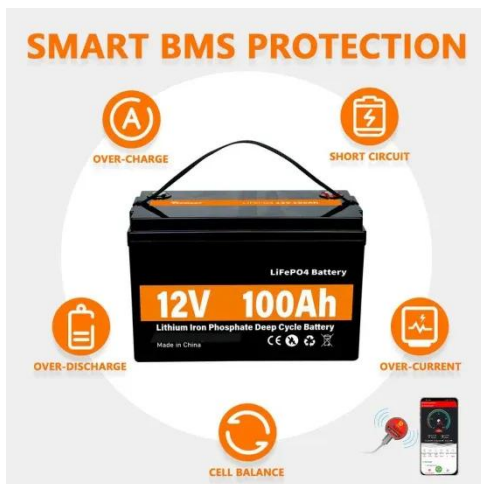 SMART BMS PROTECTION
A
OVER-CHARGE
SHORT CIRCUIT
LiFePO4 Battery
12V 100Ah
Lithium Iron Phosphate Deep Cycle Battery
Made in China
CE
OVER-DISCHARGE
OVER-CURRENT
CELL BALANCE